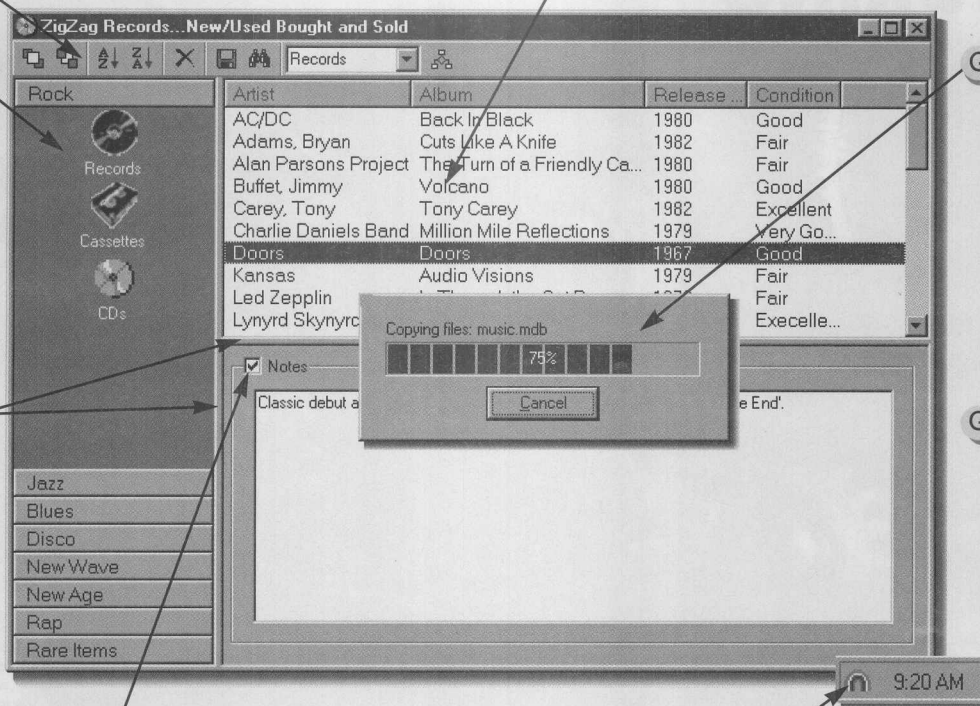 ZigZag Records...New/Used Bought and Sold
Records
Rock
Records
Cassettes
CDs
Jazz
Blues
Disco
New Wave
New Age
Rap
Rare Items
Artist Album Release ... Condition
AC/DC Back In Black 1980 Good
Adams, Bryan Cuts Like A Knife 1982 Fair
Alan Parsons Project The Turn of a Friendly Ca... 1980 Fair
Buffet, Jimmy Volcano 1980 Good
Carey, Tony Tony Carey 1982 Excellent
Charlie Daniels Band Million Mile Reflections 1979 Very Go...
Doors Doors 1967 Good
Kansas Audio Visions 1979 Fair
Led Zepplin Fair
Lynyrd Skynyrd Execelle...
Copying files: music.mdb
75%
Cancel
Notes
Classic debut a e End'.
G
G
9:20 AM